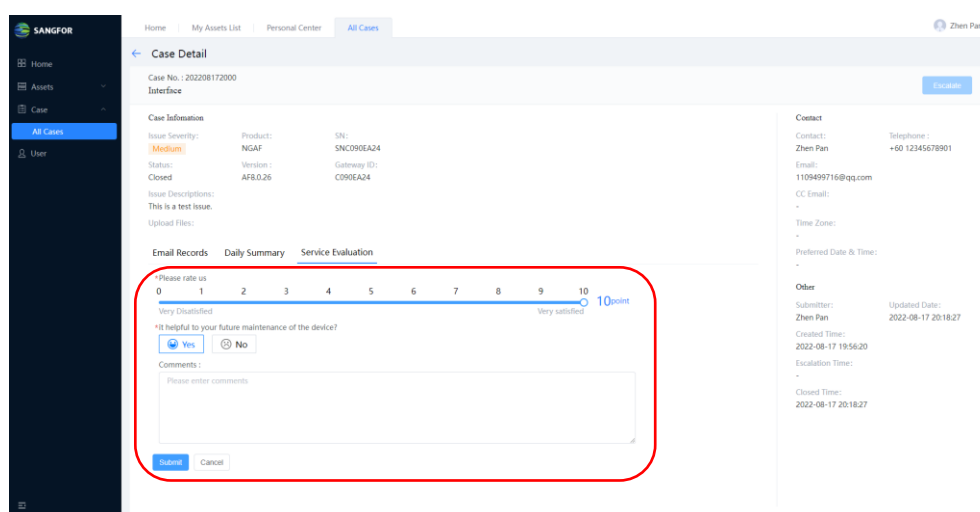 SANGFOR
Home
Assets
Case
All Cases
User
Home My Assets List Personal Center All Cases
Zhen Pan
Case Detail
Case No. : 202208172000
Interface
Escalate
Case Infomation
Issue Severity: Product: SN:
Medium NGAF SNC090EA24
Status: Version : Gateway ID:
Closed AF8.0.26 C090EA24
Issue Descriptions:
This is a test issue.
Upload Files:
Email Records Daily Summary Service Evaluation
*Please rate us
0 1 2 3 4 5 6 7 8 9 10
10point
Very Disatisfied Very satisfied
*It helpful to your future maintenance of the device?
Yes No
Comments :
Please enter comments
Submit Cancel
Contact
Contact: Telephone :
Zhen Pan +60 12345678901
Email:
1109499716@qq.com
CC Email:
-
Time Zone:
-
Preferred Date & Time:
-
Other
Submitter: Updated Date:
Zhen Pan 2022-08-17 20:18:27
Created Time:
2022-08-17 19:56:20
Escalation Time:
-
Closed Time:
2022-08-17 20:18:27